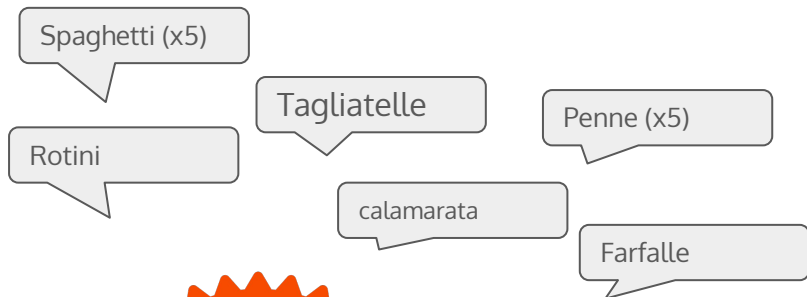 Spaghetti (x5)
Tagliatelle
Penne (x5)
Rotini
calamarata
Farfalle